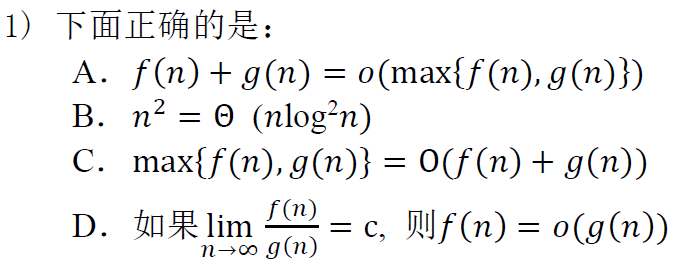 1) 下面正确的是：
A. f(n) + g(n) = o(max{f(n), g(n)})
B. n² = Θ (nlog²n)
C. max{f(n), g(n)} = O(f(n) + g(n))
D. 如果 lim_{n→∞} f(n)/g(n) = c, 则f(n) = o(g(n))